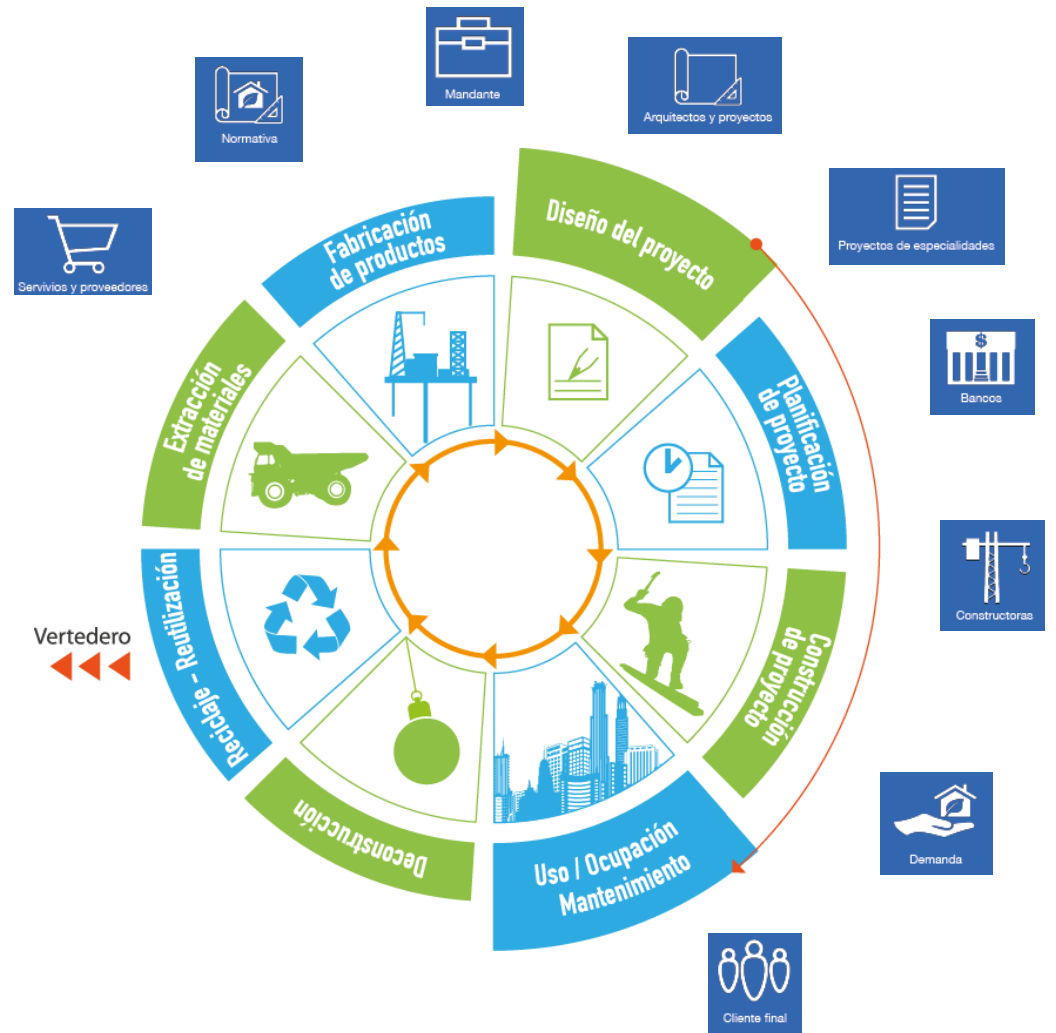 Mandante
Arquitectos y proyectos
Normativa
Proyectos de especialidades
Servivios y proveedores
$
Bancos
Constructoras
Demanda
Cliente final
Diseño del proyecto
Planificación
de proyecto
Construcción
de proyecto
Uso / Ocupación
Mantenimiento
Deconstrucción
Reciclaje – Reutilización
Vertedero
Extracción
de materiales
Fabricación
de productos